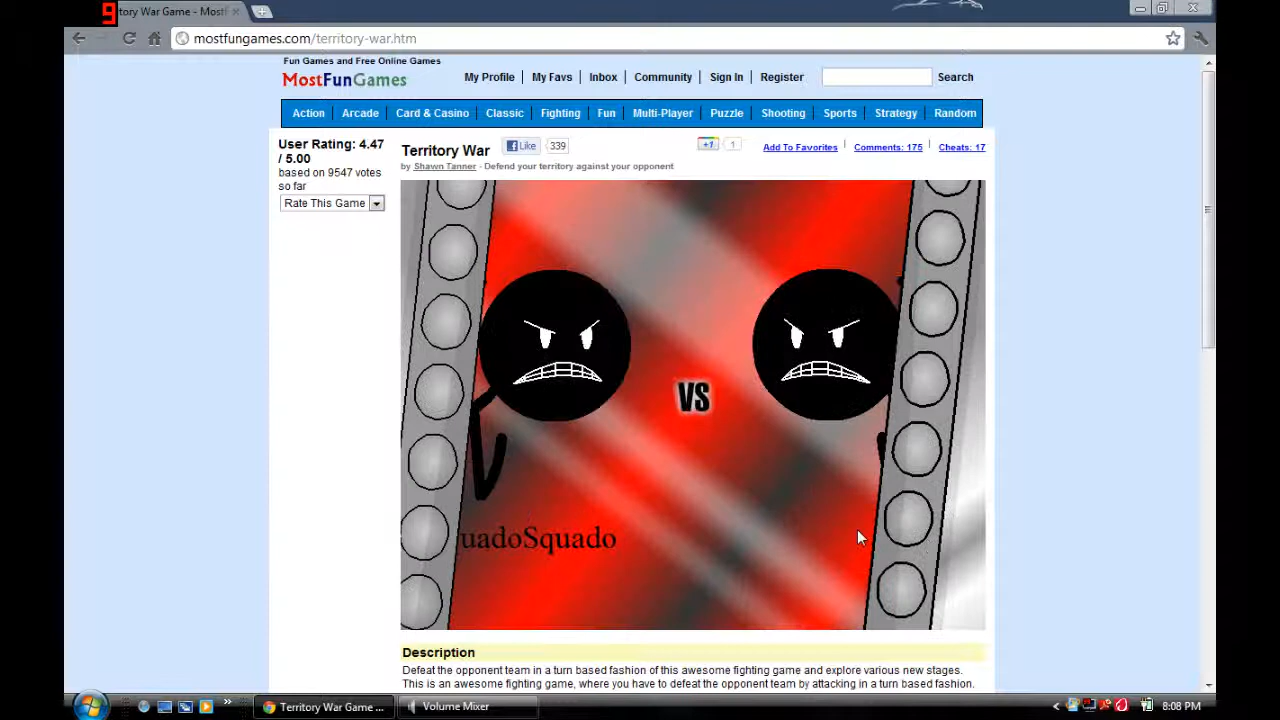 9
tory War Game - Most
mostfungames.com/territory-war.htm
Fun Games and Free Online Games
MostFunGames
My Profile My Favs Inbox Community Sign In Register Search
Action Arcade Card & Casino Classic Fighting Fun Multi-Player Puzzle Shooting Sports Strategy Random
User Rating: 4.47
/ 5.00
based on 9547 votes
so far
Rate This Game
Territory War Like 339 +1 1 Add To Favorites Comments: 175 Cheats: 17
by Shawn Tanner - Defend your territory against your opponent
VS
uadoSquado
Description
Defeat the opponent team in a turn based fashion of this awesome fighting game and explore various new stages.
This is an awesome fighting game, where you have to defeat the opponent team by attacking in a turn based fashion.
Territory War Game ... Volume Mixer 8:08 PM